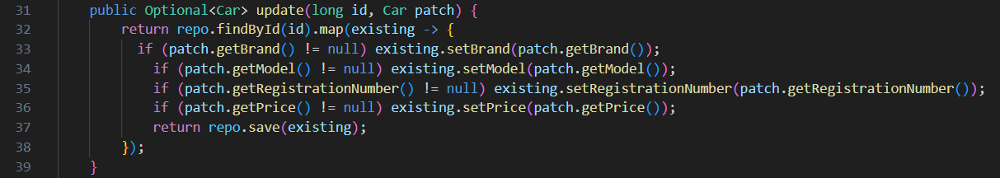 31 public Optional<Car> update(long id, Car patch) {
32 return repo.findById(id).map(existing -> {
33 if (patch.getBrand() != null) existing.setBrand(patch.getBrand());
34 if (patch.getModel() != null) existing.setModel(patch.getModel());
35 if (patch.getRegistrationNumber() != null) existing.setRegistrationNumber(patch.getRegistrationNumber());
36 if (patch.getPrice() != null) existing.setPrice(patch.getPrice());
37 return repo.save(existing);
38 });
39 }